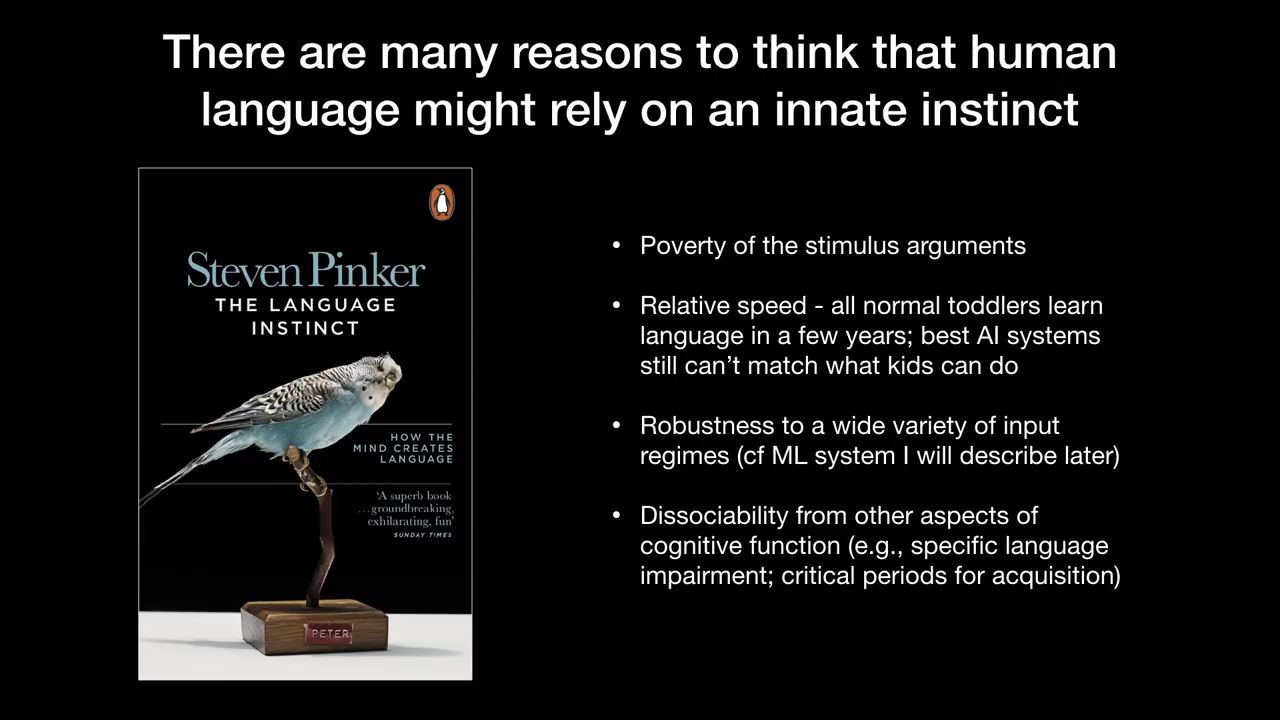 There are many reasons to think that human
language might rely on an innate instinct
Steven Pinker
THE LANGUAGE
INSTINCT
HOW THE
MIND CREATES
LANGUAGE
'A superb book
...groundbreaking,
exhilarating, fun'
SUNDAY TIMES
PETER
• Poverty of the stimulus arguments
• Relative speed - all normal toddlers learn
language in a few years; best AI systems
still can't match what kids can do
• Robustness to a wide variety of input
regimes (cf ML system I will describe later)
• Dissociability from other aspects of
cognitive function (e.g., specific language
impairment; critical periods for acquisition)